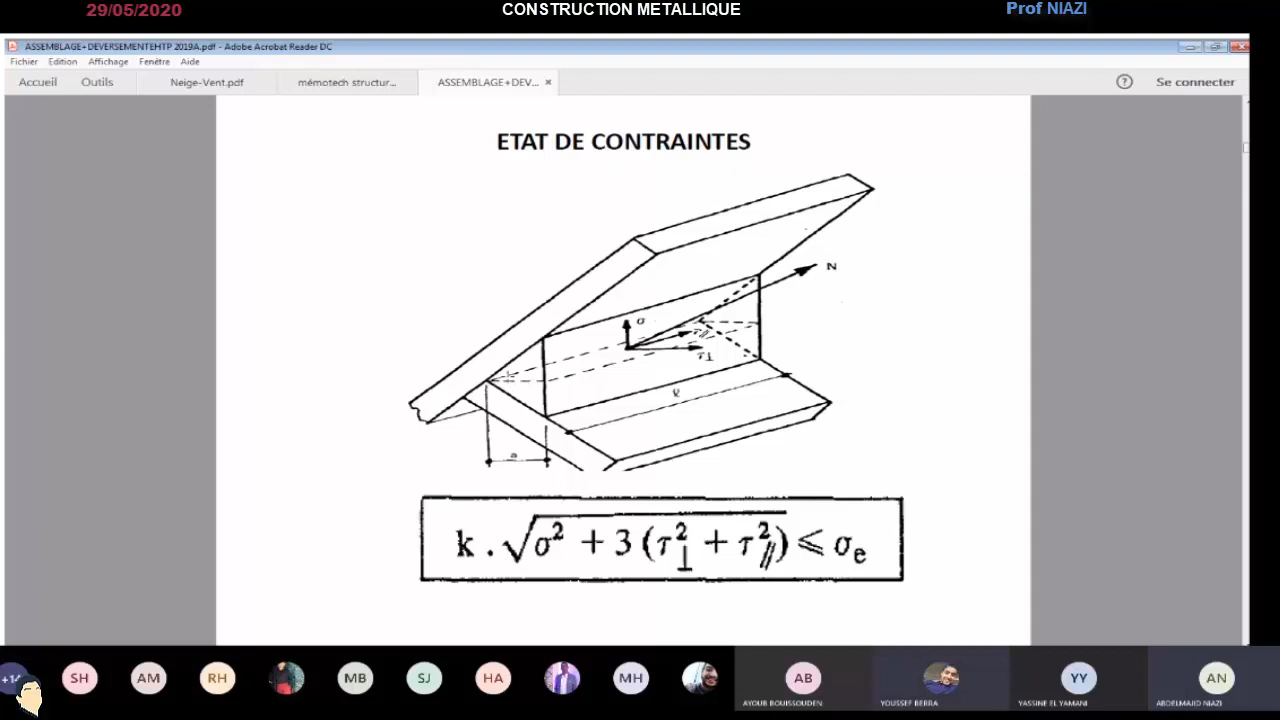 29/05/2020 CONSTRUCTION METALLIQUE Prof NIAZI
ASSEMBLAGE+DEVERSEMENTEHTP 2019A.pdf - Adobe Acrobat Reader DC
Fichier Edition Affichage Fenêtre Aide
Accueil Outils Neige-Vent.pdf mémotech structur... ASSEMBLAGE+DEV... × ? Se connecter
ETAT DE CONTRAINTES
N
σ
τ//
τ⊥
ℓ
a
k . √σ² + 3 (τ⊥² + τ//²) ⩽ σe
+14 SH AM RH MB SJ HA MH AB YY AN
AYOUB BOUISSOUDEN YOUSSEF BERRA YASSINE EL YAMANI ABDELMAJID NIAZI